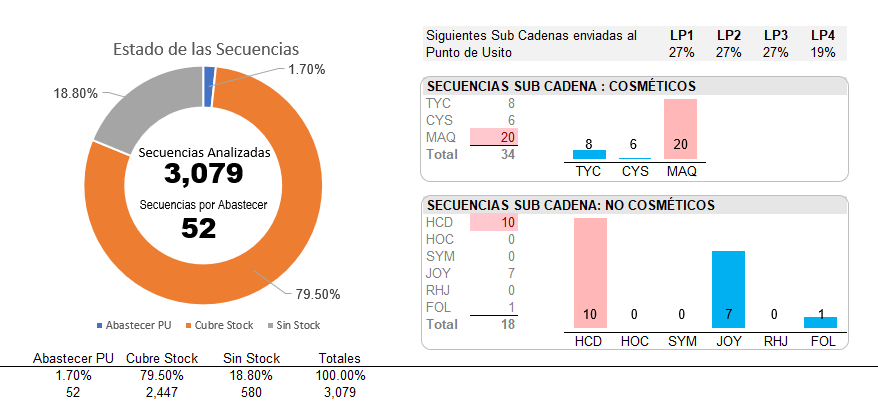 Estado de las Secuencias
1.70%
18.80%
Secuencias Analizadas
3,079
Secuencias por Abastecer
52
79.50%
Abastecer PU Cubre Stock Sin Stock
Abastecer PU Cubre Stock Sin Stock Totales
1.70% 79.50% 18.80% 100.00%
52 2,447 580 3,079
Siguientes Sub Cadenas enviadas al LP1 LP2 LP3 LP4
Punto de Usito 27% 27% 27% 19%
SECUENCIAS SUB CADENA : COSMÉTICOS
TYC 8
CYS 6
MAQ 20
Total 34
8 6 20
TYC CYS MAQ
SECUENCIAS SUB CADENA: NO COSMÉTICOS
HCD 10
HOC 0
SYM 0
JOY 7
RHJ 0
FOL 1
Total 18
10 0 0 7 0 1
HCD HOC SYM JOY RHJ FOL